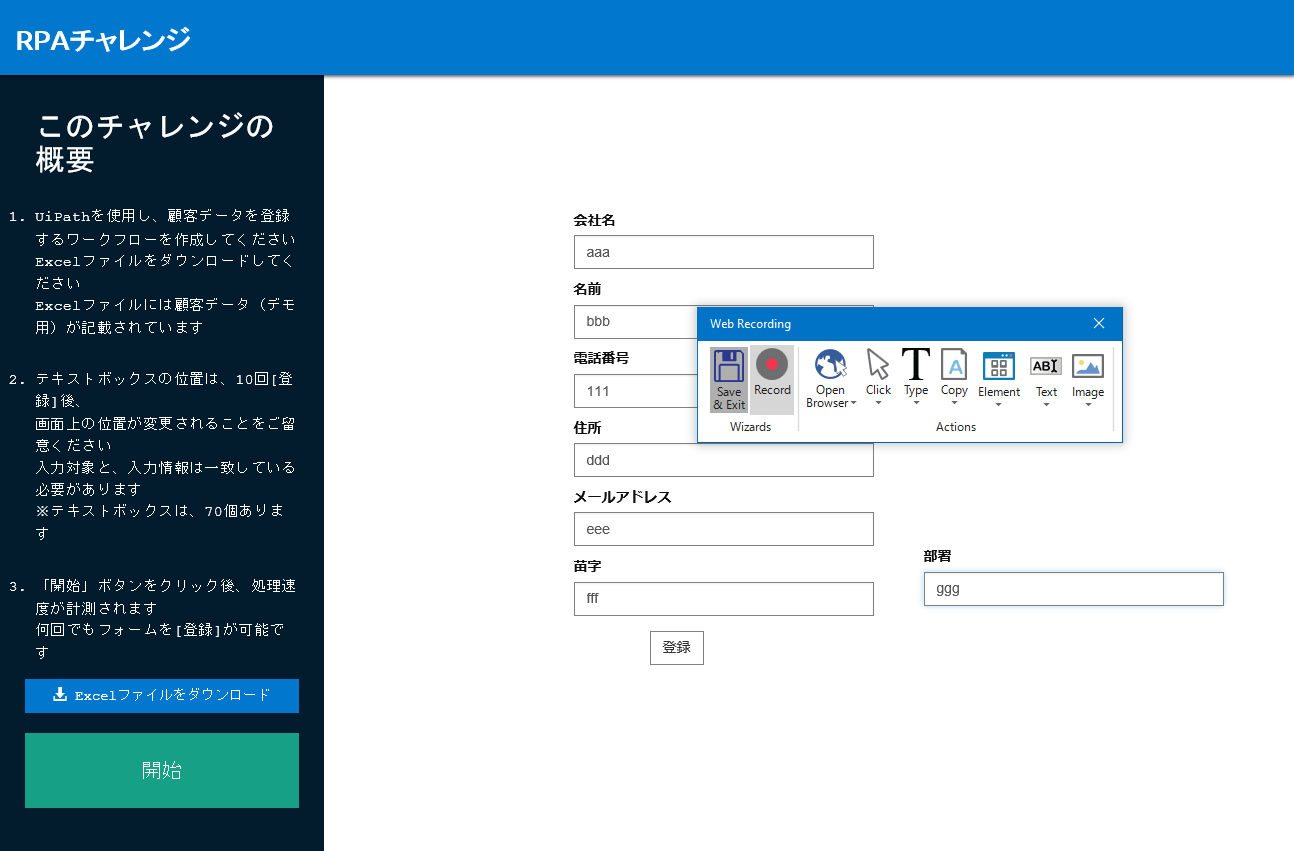 RPAチャレンジ
このチャレンジの
概要
1. UiPathを使用し、顧客データを登録
するワークフローを作成してください
Excelファイルをダウンロードしてく
ださい
Excelファイルには顧客データ（デモ
用）が記載されています
2. テキストボックスの位置は、10回[登
録]後、
画面上の位置が変更されることをご留
意ください
入力対象と、入力情報は一致している
必要があります
※テキストボックスは、70個ありま
す
3. 「開始」ボタンをクリック後、処理速
度が計測されます
何回でもフォームを[登録]が可能で
す
Excelファイルをダウンロード
開始
会社名
aaa
名前
bbb
電話番号
111
住所
ddd
メールアドレス
eee
苗字
fff
登録
部署
ggg
Web Recording
Save
& Exit
Record
Wizards
Open
Browser
Click
Type
Copy
Element
ABI
Text
Image
Actions